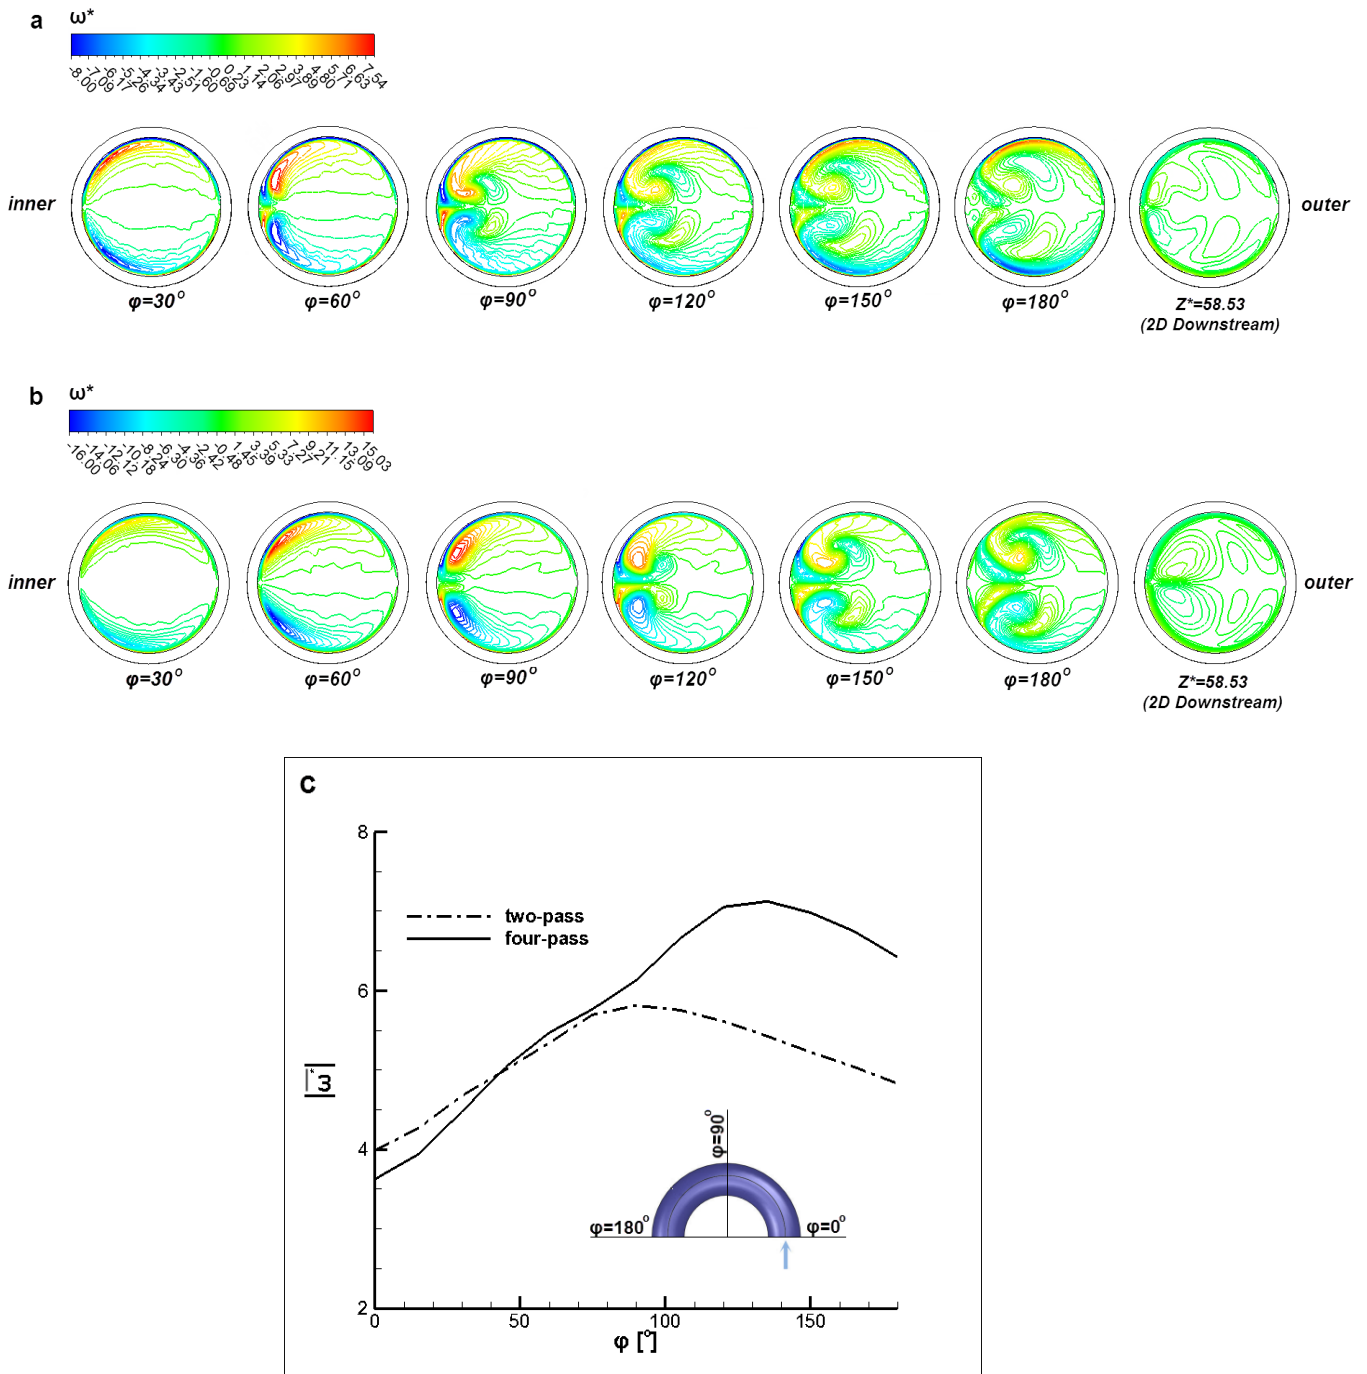 a
ω*
-8.00 -7.09 -6.17 -5.26 -4.34 -3.43 -2.51 -1.60 -0.69 0.23 1.14 2.06 2.97 3.89 4.80 5.71 6.63 7.54
inner
outer
φ=30° φ=60° φ=90° φ=120° φ=150° φ=180° Z*=58.53
(2D Downstream)
b
ω*
-16.00 -14.06 -12.12 -10.18 -8.24 -6.30 -4.36 -2.42 -0.48 1.45 3.39 5.33 7.27 9.21 11.15 13.09 15.03
inner
outer
φ=30° φ=60° φ=90° φ=120° φ=150° φ=180° Z*=58.53
(2D Downstream)
c
8
two-pass
four-pass
6
|ω*|
φ=90°
4
φ=180° φ=0°
2
0 50 100 150
φ [°]